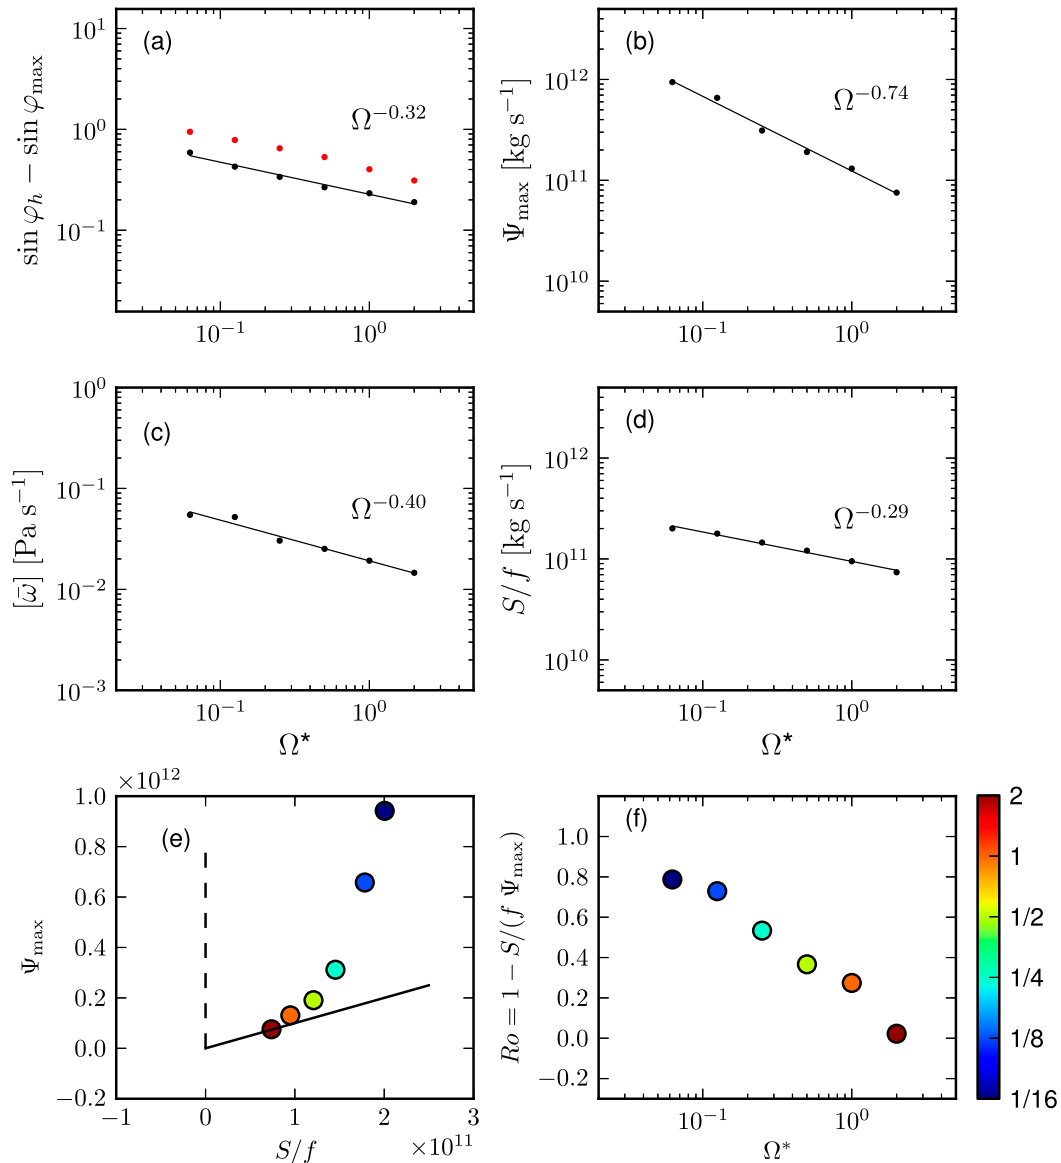 (a)
Ω^−0.32
sin φ_h − sin φ_max
10^1
10^0
10^−1
10^−1
10^0
(b)
Ω^−0.74
Ψ_max [kg s^−1]
10^12
10^11
10^10
10^−1
10^0
(c)
Ω^−0.40
[ω̄] [Pa s^−1]
10^0
10^−1
10^−2
10^−3
10^−1
10^0
Ω*
(d)
Ω^−0.29
S/f [kg s^−1]
10^12
10^11
10^10
10^−1
10^0
Ω*
×10^12
(e)
Ψ_max
1.0
0.8
0.6
0.4
0.2
0.0
−0.2
−1
0
1
2
3
S/f
×10^11
(f)
Ro = 1 − S/(f Ψ_max)
1.0
0.8
0.6
0.4
0.2
0.0
−0.2
10^−1
10^0
Ω*
2
1
1/2
1/4
1/8
1/16